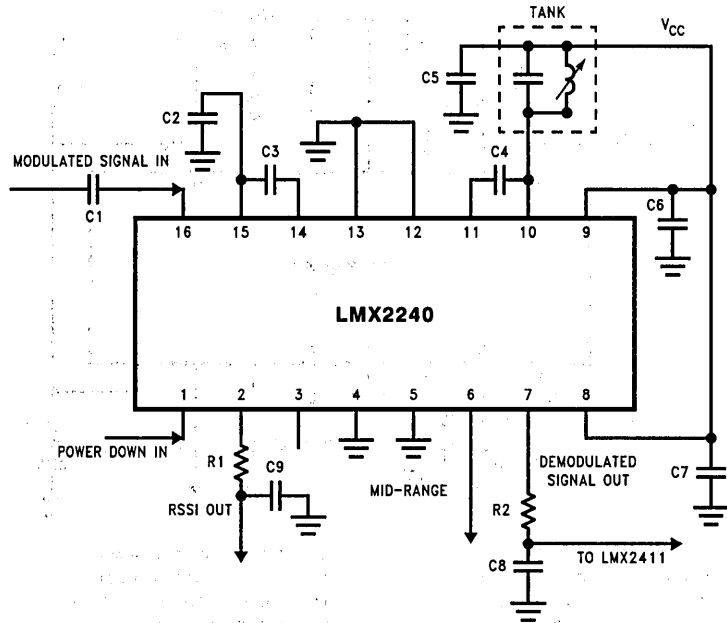 TANK
VCC
C5
C2
C3
C4
MODULATED SIGNAL IN
C1
C6
16 15 14 13 12 11 10 9
LMX2240
1 2 3 4 5 6 7 8
POWER DOWN IN
R1
C9
RSSI OUT
MID-RANGE
DEMODULATED
SIGNAL OUT
C7
R2
C8
TO LMX2411